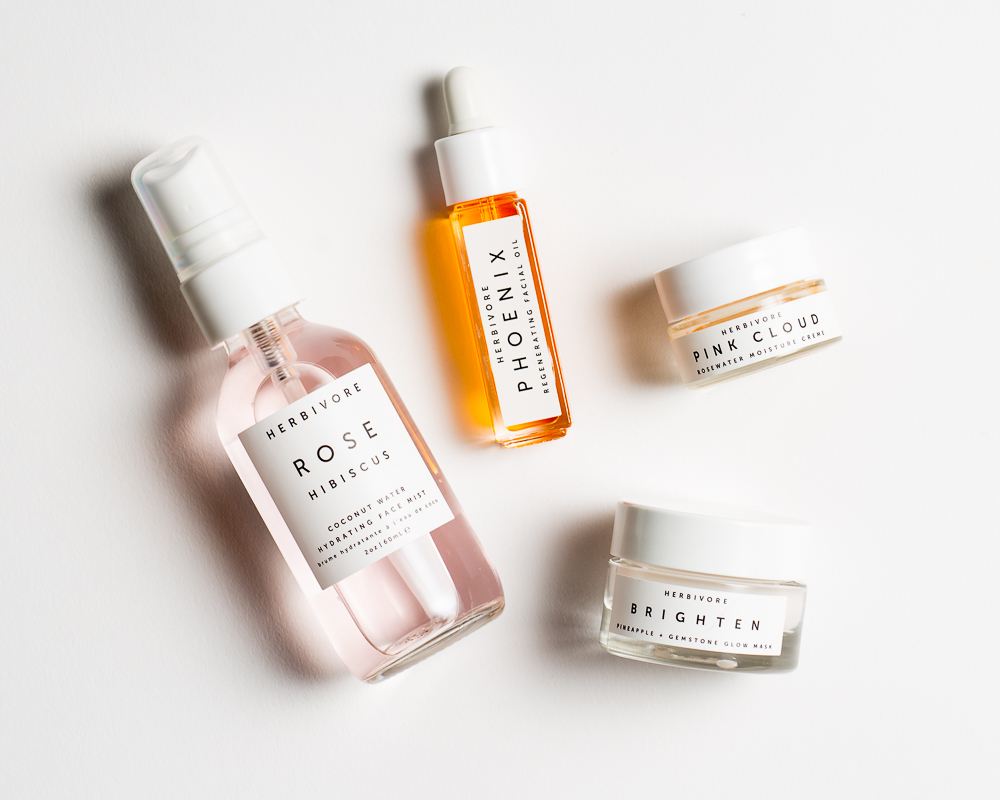 HERBIVORE
ROSE
HIBISCUS
COCONUT WATER
HYDRATING FACE MIST
brume hydratante à l'eau de coco
2oz | 60mL ℮
HERBIVORE
PHOENIX
REGENERATING FACIAL OIL
HERBIVORE
PINK CLOUD
ROSEWATER MOISTURE CRÈME
HERBIVORE
BRIGHTEN
PINEAPPLE + GEMSTONE GLOW MASK